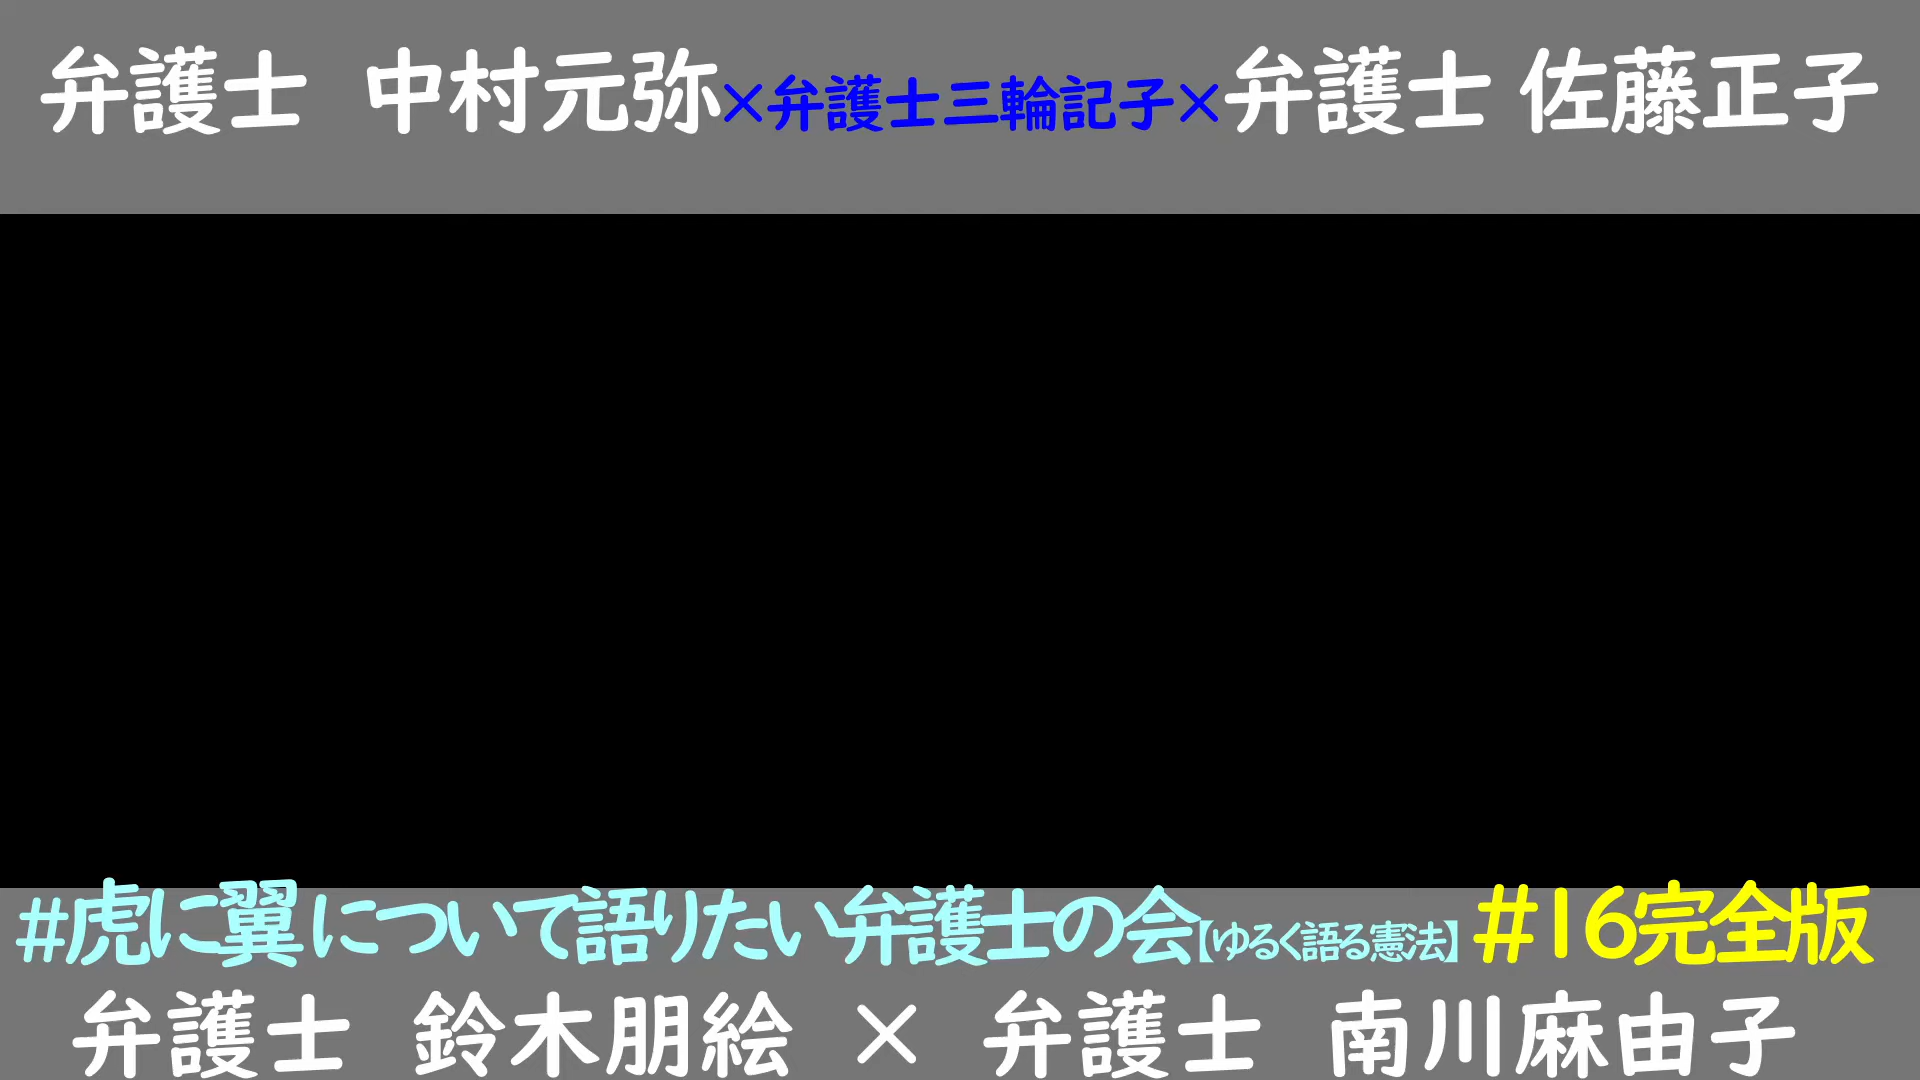 弁護士 中村元弥×弁護士三輪記子×弁護士 佐藤正子
#虎に翼 について語りたい弁護士の会【ゆるく語る憲法】 #16完全版
弁護士 鈴木朋絵 × 弁護士 南川麻由子